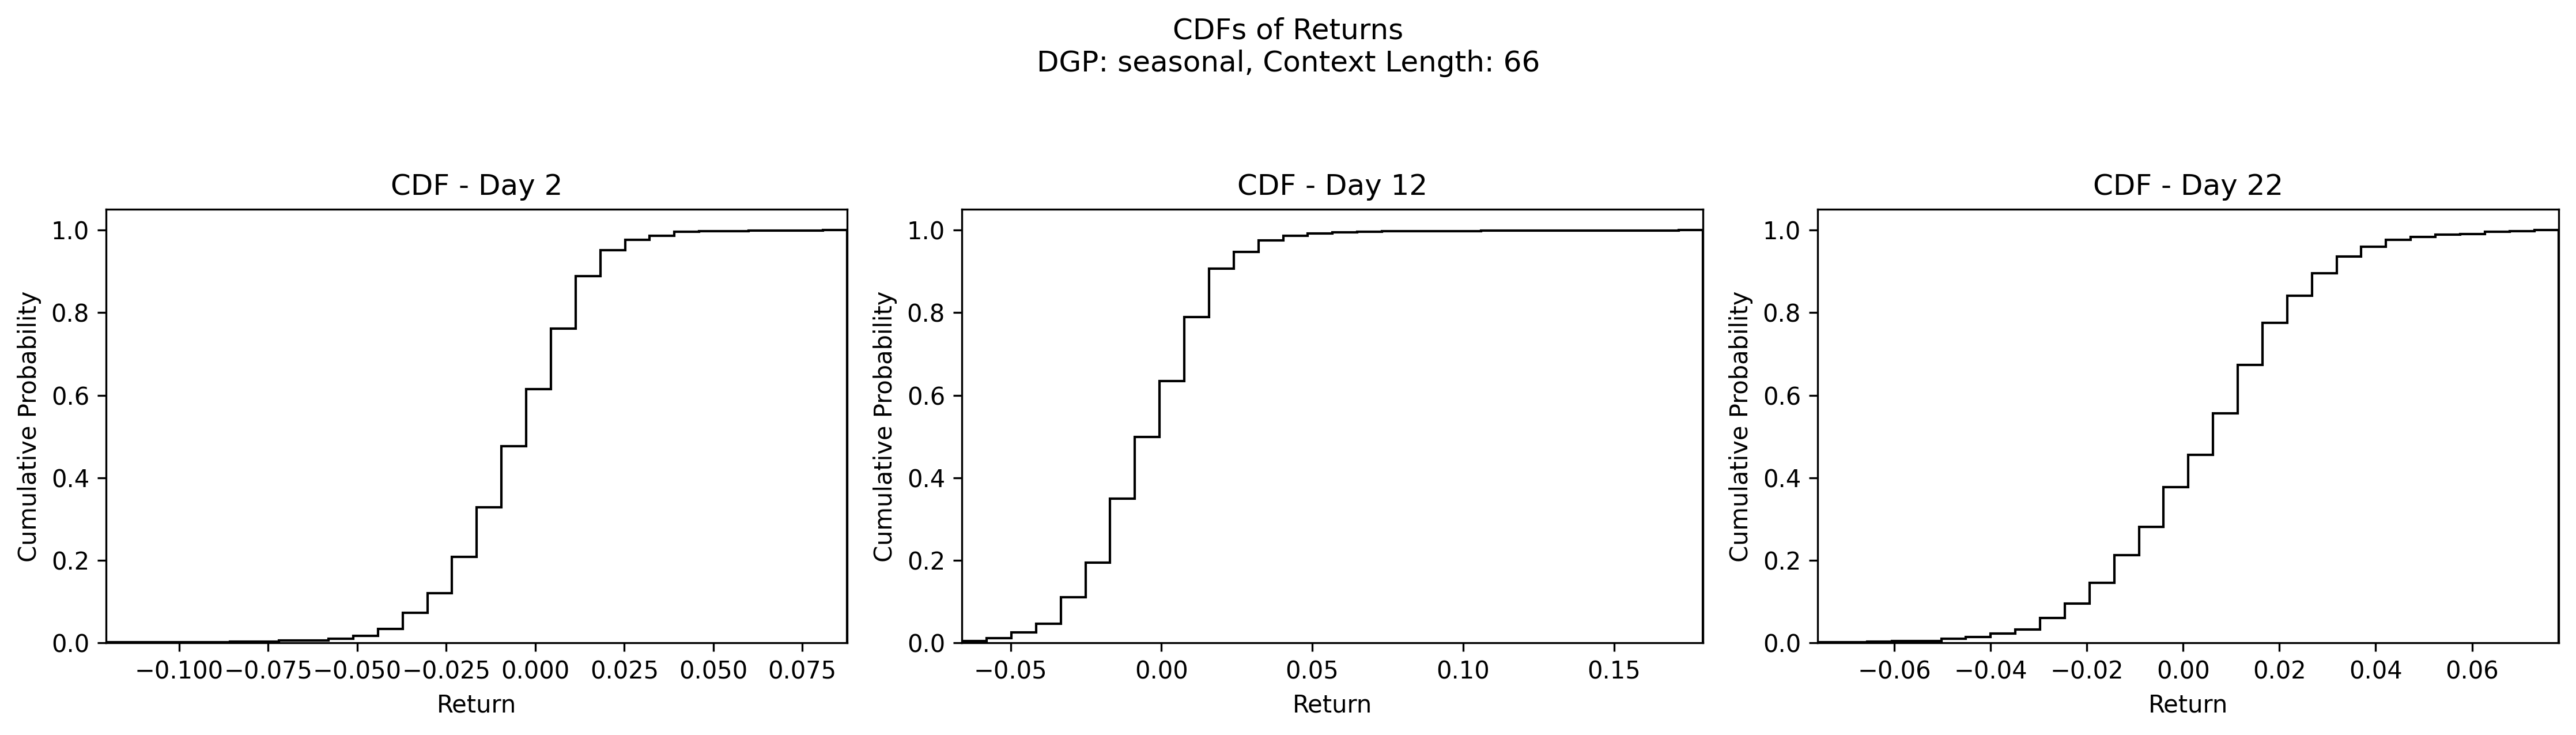 CDFs of Returns
DGP: seasonal, Context Length: 66
CDF - Day 2
1.0
0.8
0.6
0.4
0.2
0.0
Cumulative Probability
−0.100 −0.075 −0.050 −0.025 0.000 0.025 0.050 0.075
Return
CDF - Day 12
1.0
0.8
0.6
0.4
0.2
0.0
Cumulative Probability
−0.05 0.00 0.05 0.10 0.15
Return
CDF - Day 22
1.0
0.8
0.6
0.4
0.2
0.0
Cumulative Probability
−0.06 −0.04 −0.02 0.00 0.02 0.04 0.06
Return